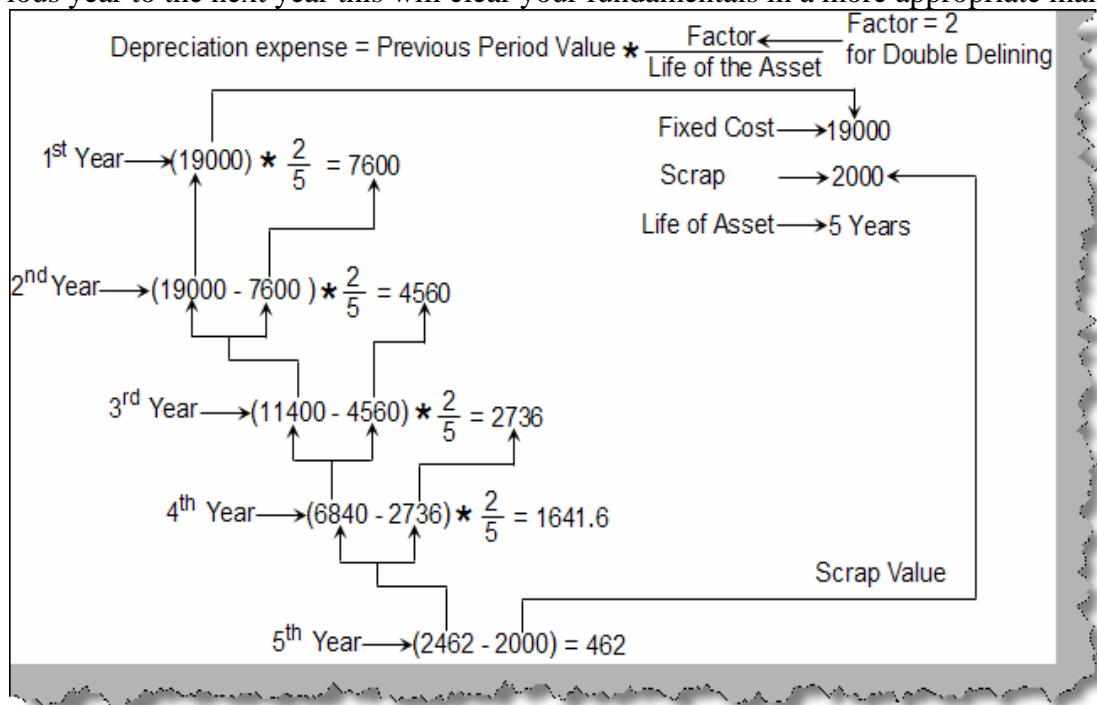 ious year to the next year this will clear your fundamentals in a more appropriate
Depreciation expense = Previous Period Value * Factor / Life of the Asset
Factor = 2
for Double Delining
Fixed Cost 19000
Scrap 2000
Life of Asset 5 Years
1st Year (19000) * 2/5 = 7600
2nd Year (19000 - 7600 ) * 2/5 = 4560
3rd Year (11400 - 4560) * 2/5 = 2736
4th Year (6840 - 2736) * 2/5 = 1641.6
Scrap Value
5th Year (2462 - 2000) = 462